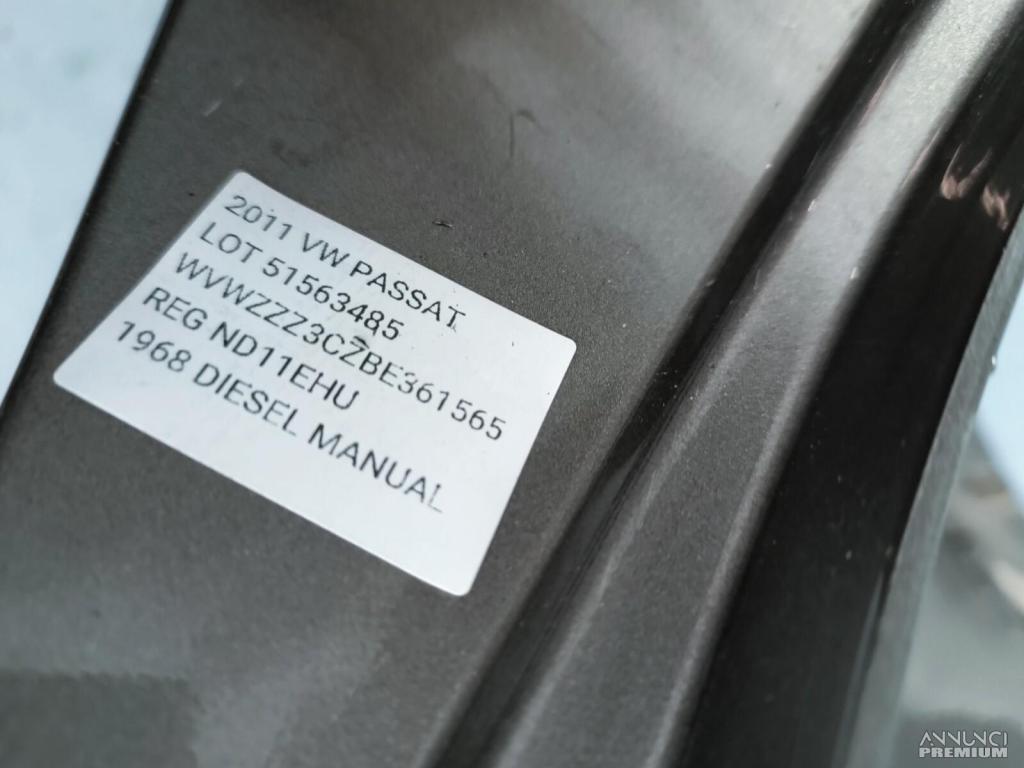 2011 VW PASSAT
LOT 51563485
WVWZZZ3CZBE361565
REG ND11EHU
1968 DIESEL MANUAL
ANNUNCI
PREMIUM